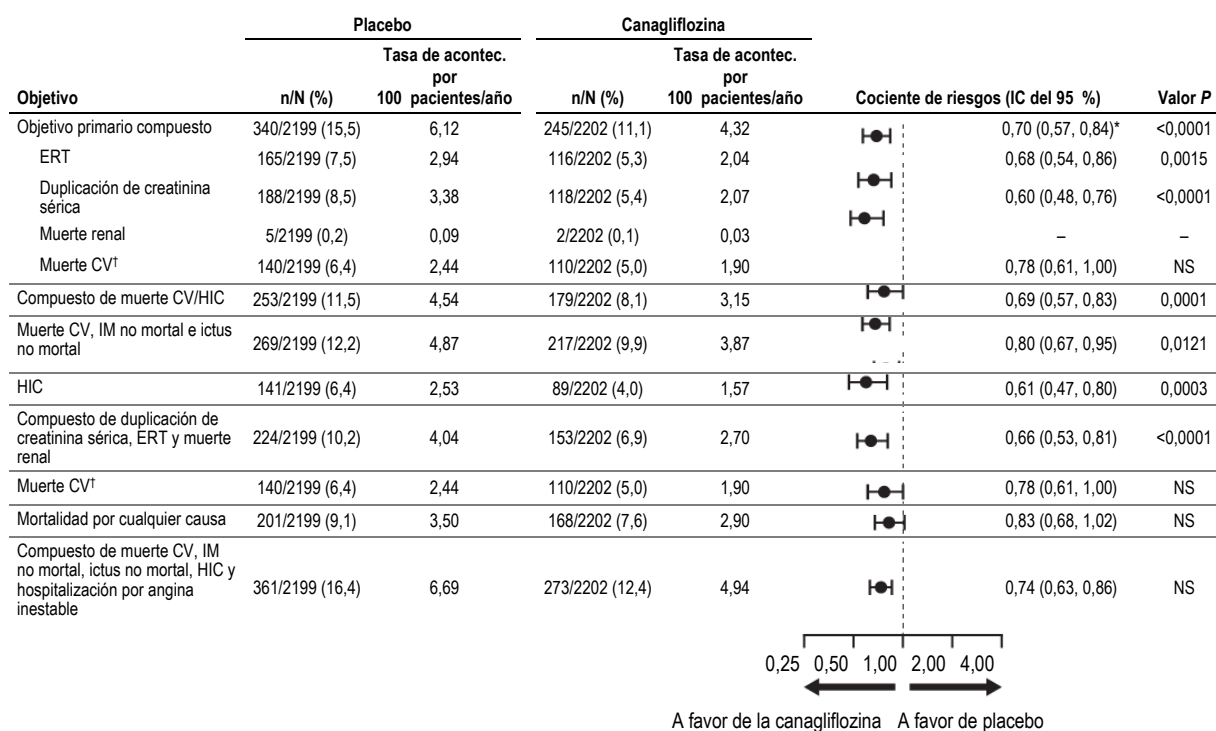 Placebo Canagliflozina
Tasa de acontec. Tasa de acontec.
por por
Objetivo n/N (%) 100 pacientes/año n/N (%) 100 pacientes/año Cociente de riesgos (IC del 95 %) Valor P
Objetivo primario compuesto 340/2199 (15,5) 6,12 245/2202 (11,1) 4,32 0,70 (0,57, 0,84)* <0,0001
ERT 165/2199 (7,5) 2,94 116/2202 (5,3) 2,04 0,68 (0,54, 0,86) 0,0015
Duplicación de creatinina
sérica 188/2199 (8,5) 3,38 118/2202 (5,4) 2,07 0,60 (0,48, 0,76) <0,0001
Muerte renal 5/2199 (0,2) 0,09 2/2202 (0,1) 0,03 – –
Muerte CV† 140/2199 (6,4) 2,44 110/2202 (5,0) 1,90 0,78 (0,61, 1,00) NS
Compuesto de muerte CV/HIC 253/2199 (11,5) 4,54 179/2202 (8,1) 3,15 0,69 (0,57, 0,83) 0,0001
Muerte CV, IM no mortal e ictus
no mortal 269/2199 (12,2) 4,87 217/2202 (9,9) 3,87 0,80 (0,67, 0,95) 0,0121
HIC 141/2199 (6,4) 2,53 89/2202 (4,0) 1,57 0,61 (0,47, 0,80) 0,0003
Compuesto de duplicación de
creatinina sérica, ERT y muerte 224/2199 (10,2) 4,04 153/2202 (6,9) 2,70 0,66 (0,53, 0,81) <0,0001
renal
Muerte CV† 140/2199 (6,4) 2,44 110/2202 (5,0) 1,90 0,78 (0,61, 1,00) NS
Mortalidad por cualquier causa 201/2199 (9,1) 3,50 168/2202 (7,6) 2,90 0,83 (0,68, 1,02) NS
Compuesto de muerte CV, IM
no mortal, ictus no mortal, HIC y
hospitalización por angina 361/2199 (16,4) 6,69 273/2202 (12,4) 4,94 0,74 (0,63, 0,86) NS
inestable
0,25 0,50 1,00 2,00 4,00
A favor de la canagliflozina A favor de placebo